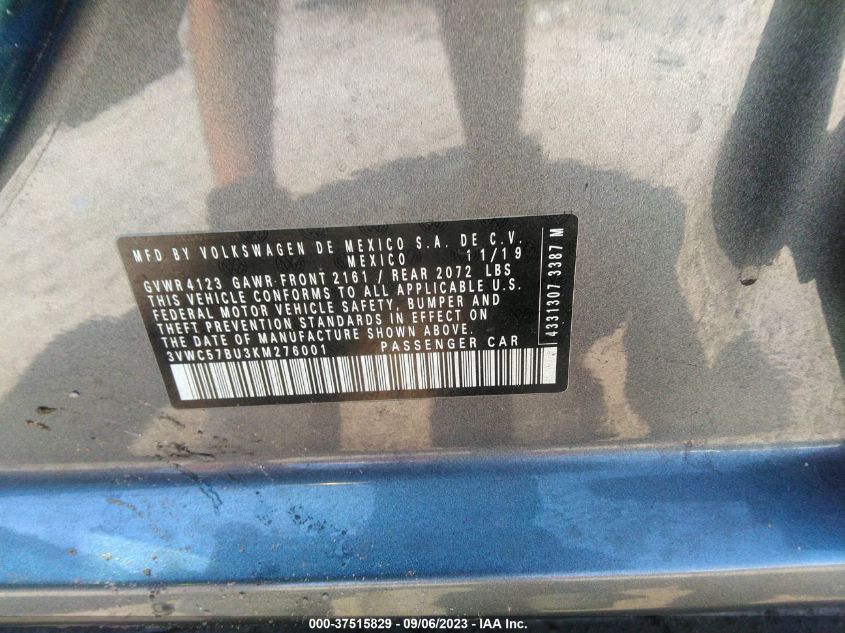 MFD BY VOLKSWAGEN DE MEXICO S.A. DE C.V.
MEXICO 11/19
GVWR 4123 GAWR FRONT 2161 / REAR 2072 LBS
THIS VEHICLE CONFORMS TO ALL APPLICABLE U.S.
FEDERAL MOTOR VEHICLE SAFETY, BUMPER AND
THEFT PREVENTION STANDARDS IN EFFECT ON
THE DATE OF MANUFACTURE SHOWN ABOVE.
3VWC57BU3KM276001 PASSENGER CAR
4331307 3387 M
000-37515829 - 09/06/2023 - IAA Inc.